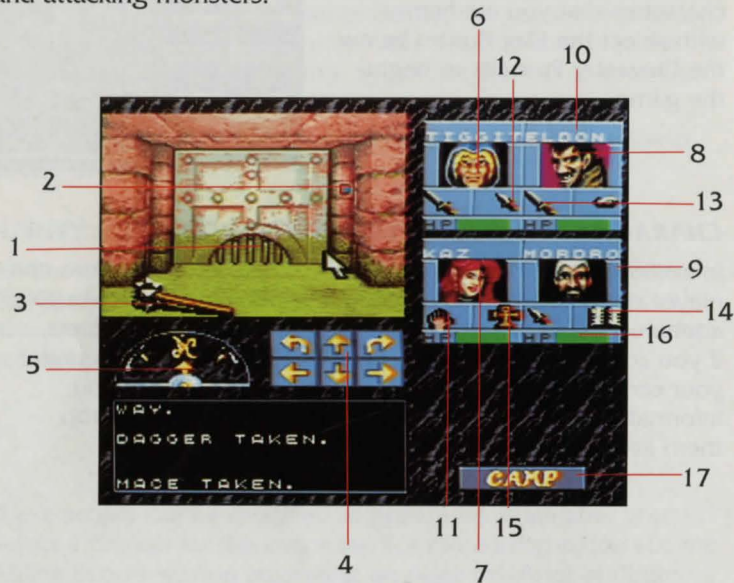 and attacking monsters.
6
12
10
TIGGIT ELDON
8
2
13
1
HP HP
KAZ MORDRO
9
3
14
16
5
HP HP
WAY.
DAGGER TAKEN.
MACE TAKEN.
CAMP
17
4
11
15
7